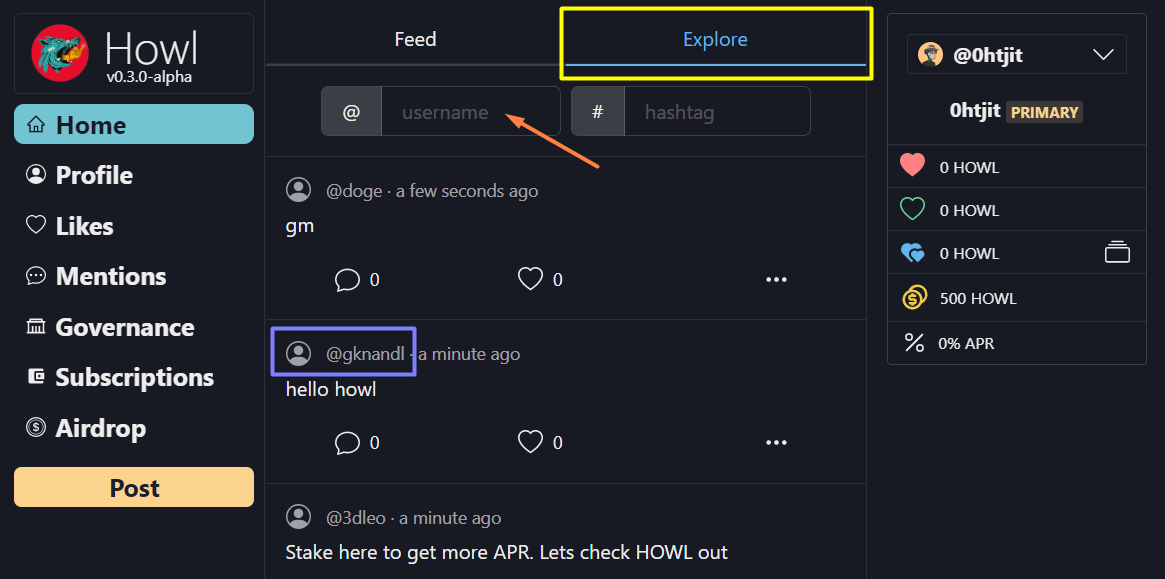 Howl
v0.3.0-alpha
Home
Profile
Likes
Mentions
Governance
Subscriptions
Airdrop
Post
Feed
Explore
@ username
# hashtag
@doge · a few seconds ago
gm
0 0 •••
@gknandl · a minute ago
hello howl
0 0 •••
@3dleo · a minute ago
Stake here to get more APR. Lets check HOWL out
@0htjit
0htjit PRIMARY
0 HOWL
0 HOWL
0 HOWL
500 HOWL
% 0% APR